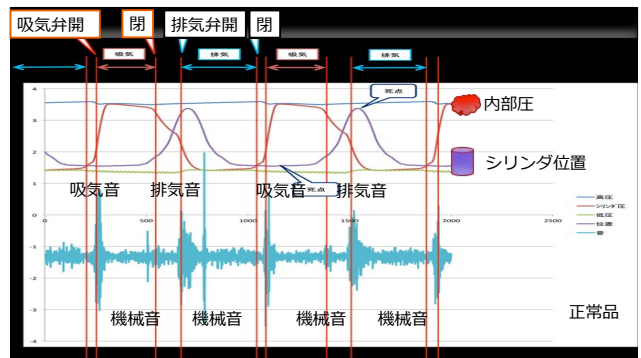 吸気弁開
閉
排気弁開
閉
吸気
排気
吸気
排気
死点
内部圧
シリンダ位置
吸気音
排気音
吸気音
死点
排気音
4
3
2
1
0
-1
-2
-3
-4
0
500
1000
1500
2000
2500
高圧
シリンダ圧
低圧
位置
音
機械音
機械音
機械音
機械音
正常品